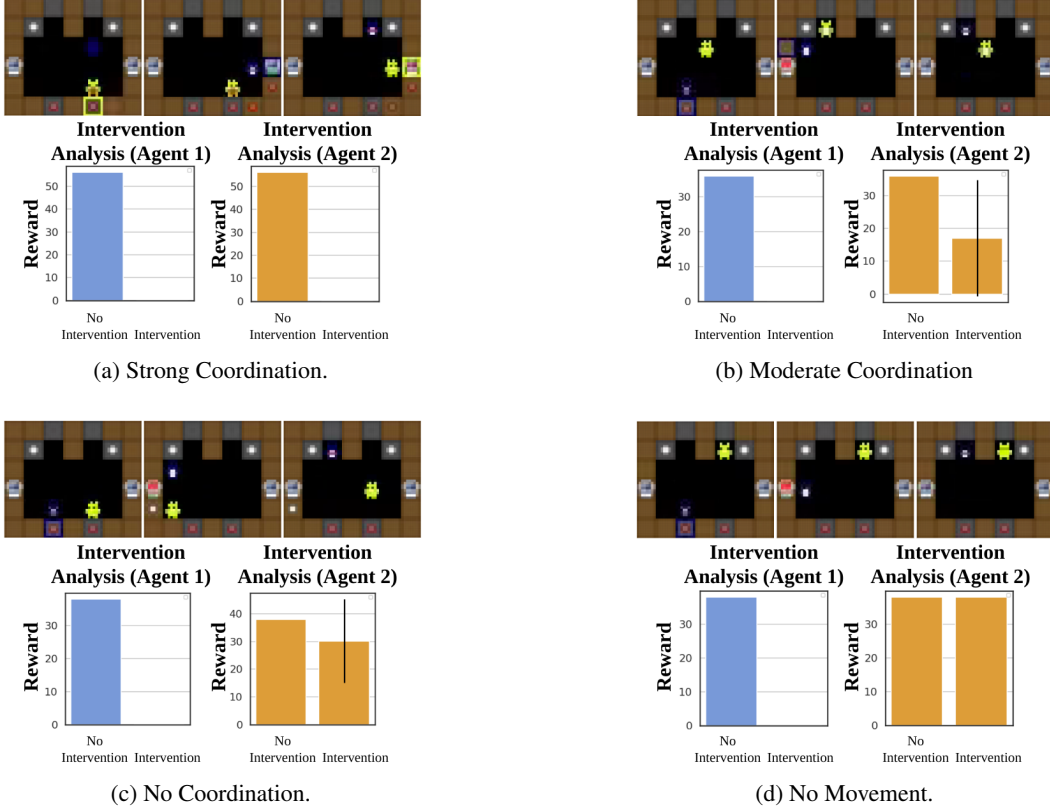 Intervention
Analysis (Agent 1)
Intervention
Analysis (Agent 2)
Reward
50
40
30
20
10
0
No
Intervention
Intervention
Reward
50
40
30
20
10
0
No
Intervention
Intervention
(a) Strong Coordination.
Intervention
Analysis (Agent 1)
Intervention
Analysis (Agent 2)
Reward
30
20
10
0
No
Intervention
Intervention
Reward
30
20
10
0
No
Intervention
Intervention
(b) Moderate Coordination
Intervention
Analysis (Agent 1)
Intervention
Analysis (Agent 2)
Reward
30
20
10
0
No
Intervention
Intervention
Reward
40
30
20
10
0
No
Intervention
Intervention
(c) No Coordination.
Intervention
Analysis (Agent 1)
Intervention
Analysis (Agent 2)
Reward
30
20
10
0
No
Intervention
Intervention
Reward
30
20
10
0
No
Intervention
Intervention
(d) No Movement.